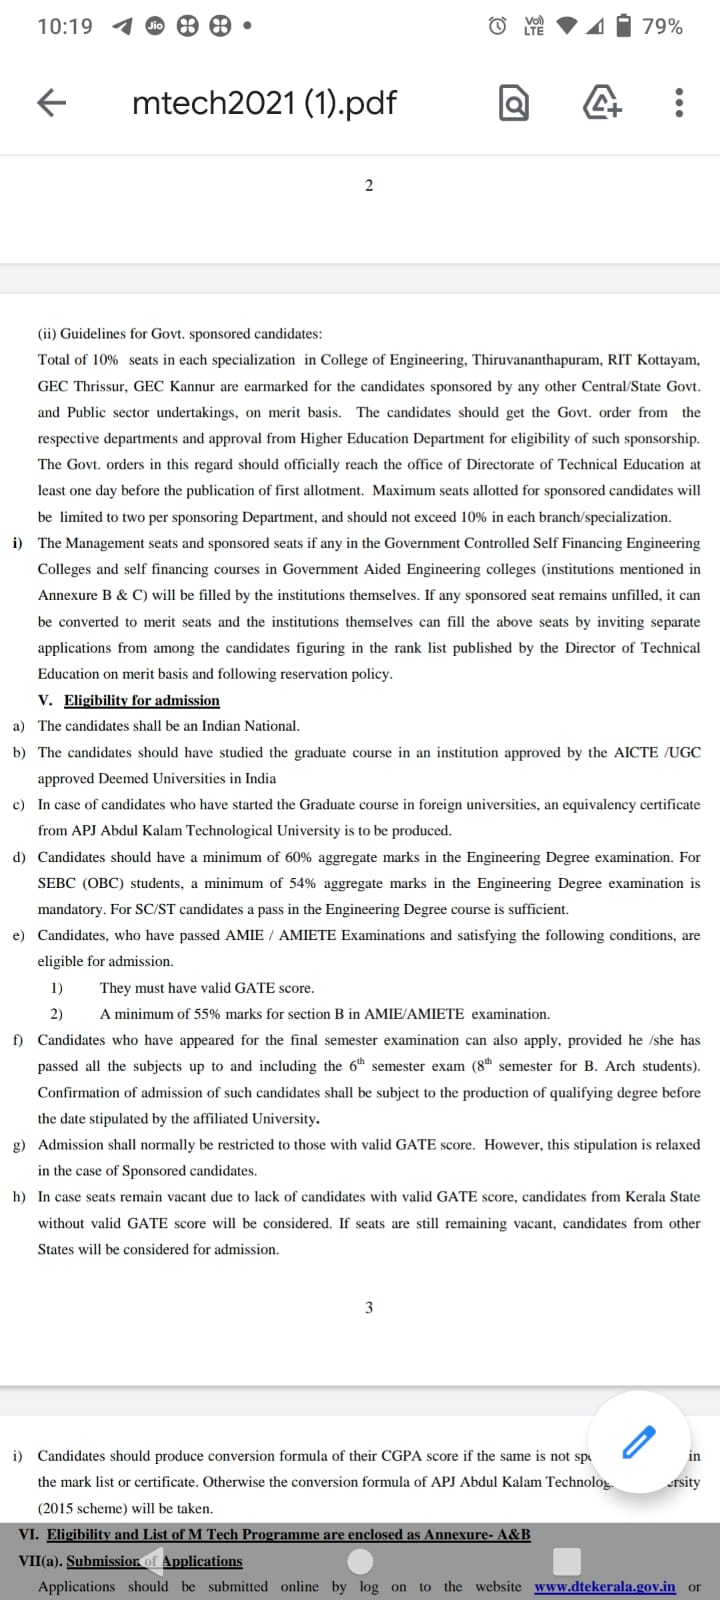 10:19 Jio Vo) LTE 79%
mtech2021 (1).pdf
2
(ii) Guidelines for Govt. sponsored candidates:
Total of 10% seats in each specialization in College of Engineering, Thiruvananthapuram, RIT Kottayam,
GEC Thrissur, GEC Kannur are earmarked for the candidates sponsored by any other Central/State Govt.
and Public sector undertakings, on merit basis. The candidates should get the Govt. order from the
respective departments and approval from Higher Education Department for eligibility of such sponsorship.
The Govt. orders in this regard should officially reach the office of Directorate of Technical Education at
least one day before the publication of first allotment. Maximum seats allotted for sponsored candidates will
be limited to two per sponsoring Department, and should not exceed 10% in each branch/specialization.
i) The Management seats and sponsored seats if any in the Government Controlled Self Financing Engineering
Colleges and self financing courses in Government Aided Engineering colleges (institutions mentioned in
Annexure B & C) will be filled by the institutions themselves. If any sponsored seat remains unfilled, it can
be converted to merit seats and the institutions themselves can fill the above seats by inviting separate
applications from among the candidates figuring in the rank list published by the Director of Technical
Education on merit basis and following reservation policy.
V. Eligibility for admission
a) The candidates shall be an Indian National.
b) The candidates should have studied the graduate course in an institution approved by the AICTE /UGC
approved Deemed Universities in India
c) In case of candidates who have started the Graduate course in foreign universities, an equivalency certificate
from APJ Abdul Kalam Technological University is to be produced.
d) Candidates should have a minimum of 60% aggregate marks in the Engineering Degree examination. For
SEBC (OBC) students, a minimum of 54% aggregate marks in the Engineering Degree examination is
mandatory. For SC/ST candidates a pass in the Engineering Degree course is sufficient.
e) Candidates, who have passed AMIE / AMIETE Examinations and satisfying the following conditions, are
eligible for admission.
1) They must have valid GATE score.
2) A minimum of 55% marks for section B in AMIE/AMIETE examination.
f) Candidates who have appeared for the final semester examination can also apply, provided he /she has
passed all the subjects up to and including the 6th semester exam (8th semester for B. Arch students).
Confirmation of admission of such candidates shall be subject to the production of qualifying degree before
the date stipulated by the affiliated University.
g) Admission shall normally be restricted to those with valid GATE score. However, this stipulation is relaxed
in the case of Sponsored candidates.
h) In case seats remain vacant due to lack of candidates with valid GATE score, candidates from Kerala State
without valid GATE score will be considered. If seats are still remaining vacant, candidates from other
States will be considered for admission.
3
i) Candidates should produce conversion formula of their CGPA score if the same is not in
the mark list or certificate. Otherwise the conversion formula of APJ Abdul Kalam
(2015 scheme) will be taken.
VI. Eligibility and List of M Tech Programme are enclosed as Annexure- A&B
VII(a). Submission of Applications
Applications should be submitted online by log on to the website www.dtekerala.gov.in or